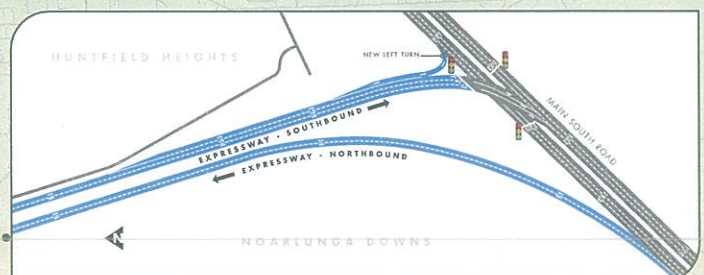 HUNTFIELD HEIGHTS
NEW LEFT TURN
MAIN SOUTH ROAD
EXPRESSWAY - SOUTHBOUND
EXPRESSWAY - NORTHBOUND
N
NOARLUNGA DOWNS